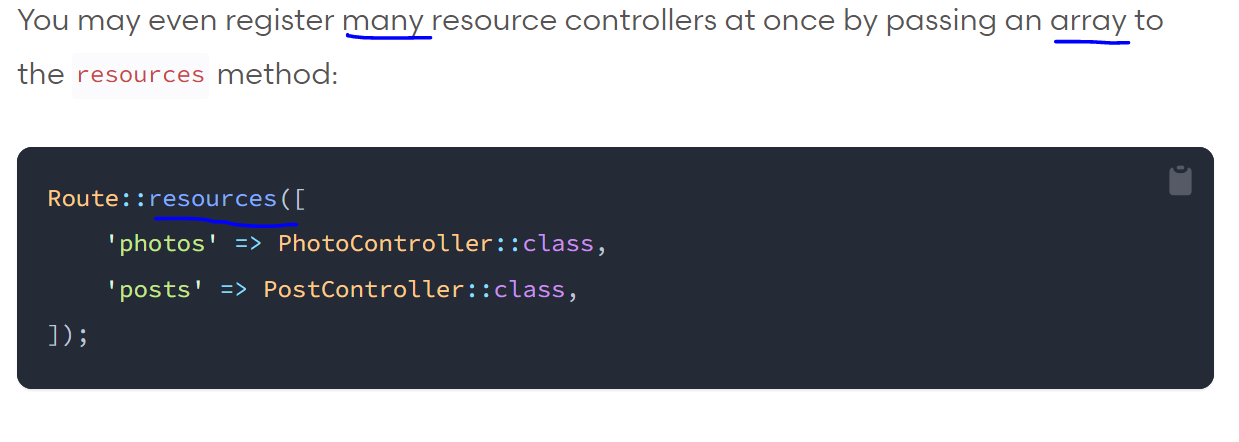 You may even register many resource controllers at once by passing an array to
the resources method:
Route::resources([
    'photos' => PhotoController::class,
    'posts' => PostController::class,
]);